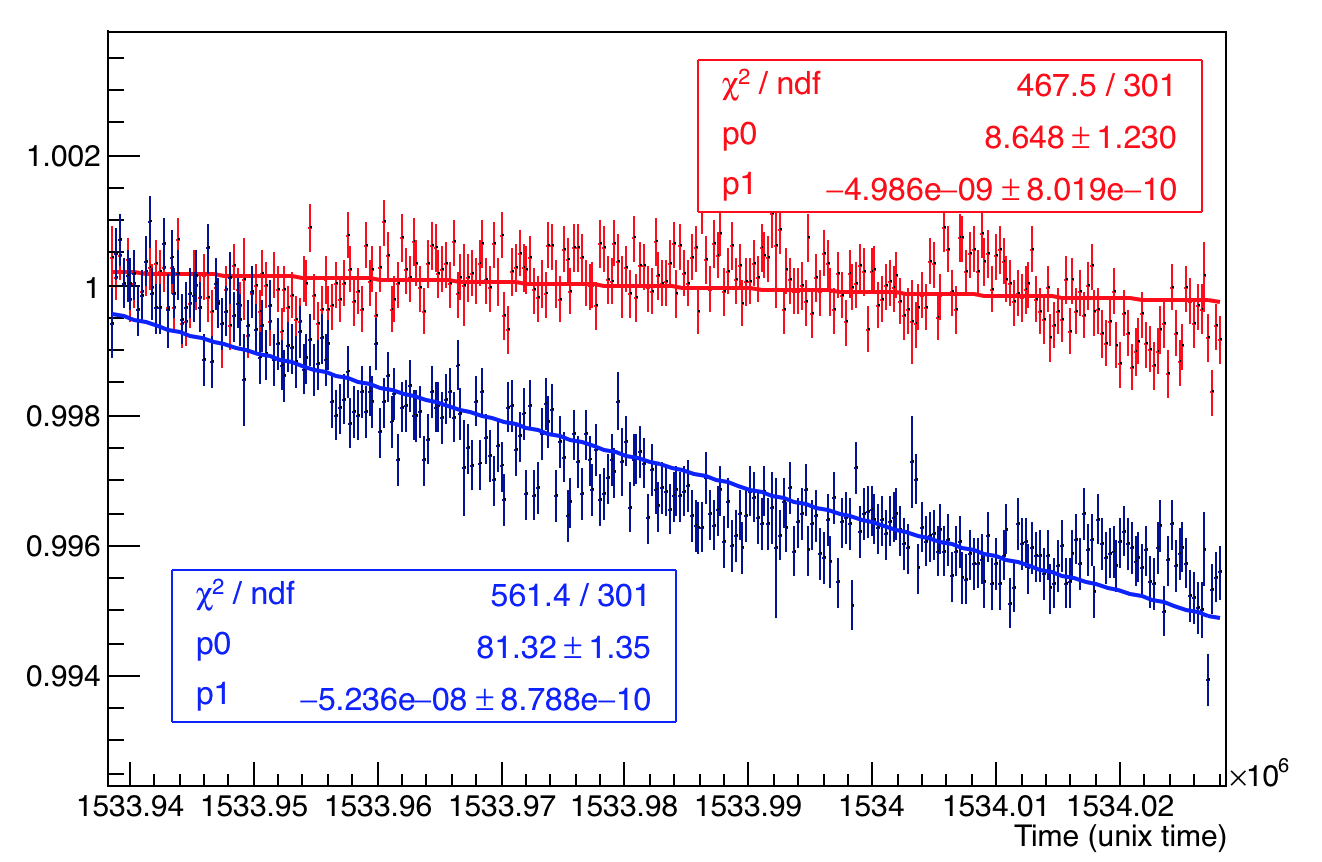 χ² / ndf 467.5 / 301
p0 8.648 ± 1.230
p1 −4.986e−09 ± 8.019e−10
1.002
1
0.998
0.996
0.994
χ² / ndf 561.4 / 301
p0 81.32 ± 1.35
p1 −5.236e−08 ± 8.788e−10
×10⁶
1533.94 1533.95 1533.96 1533.97 1533.98 1533.99 1534 1534.01 1534.02
Time (unix time)